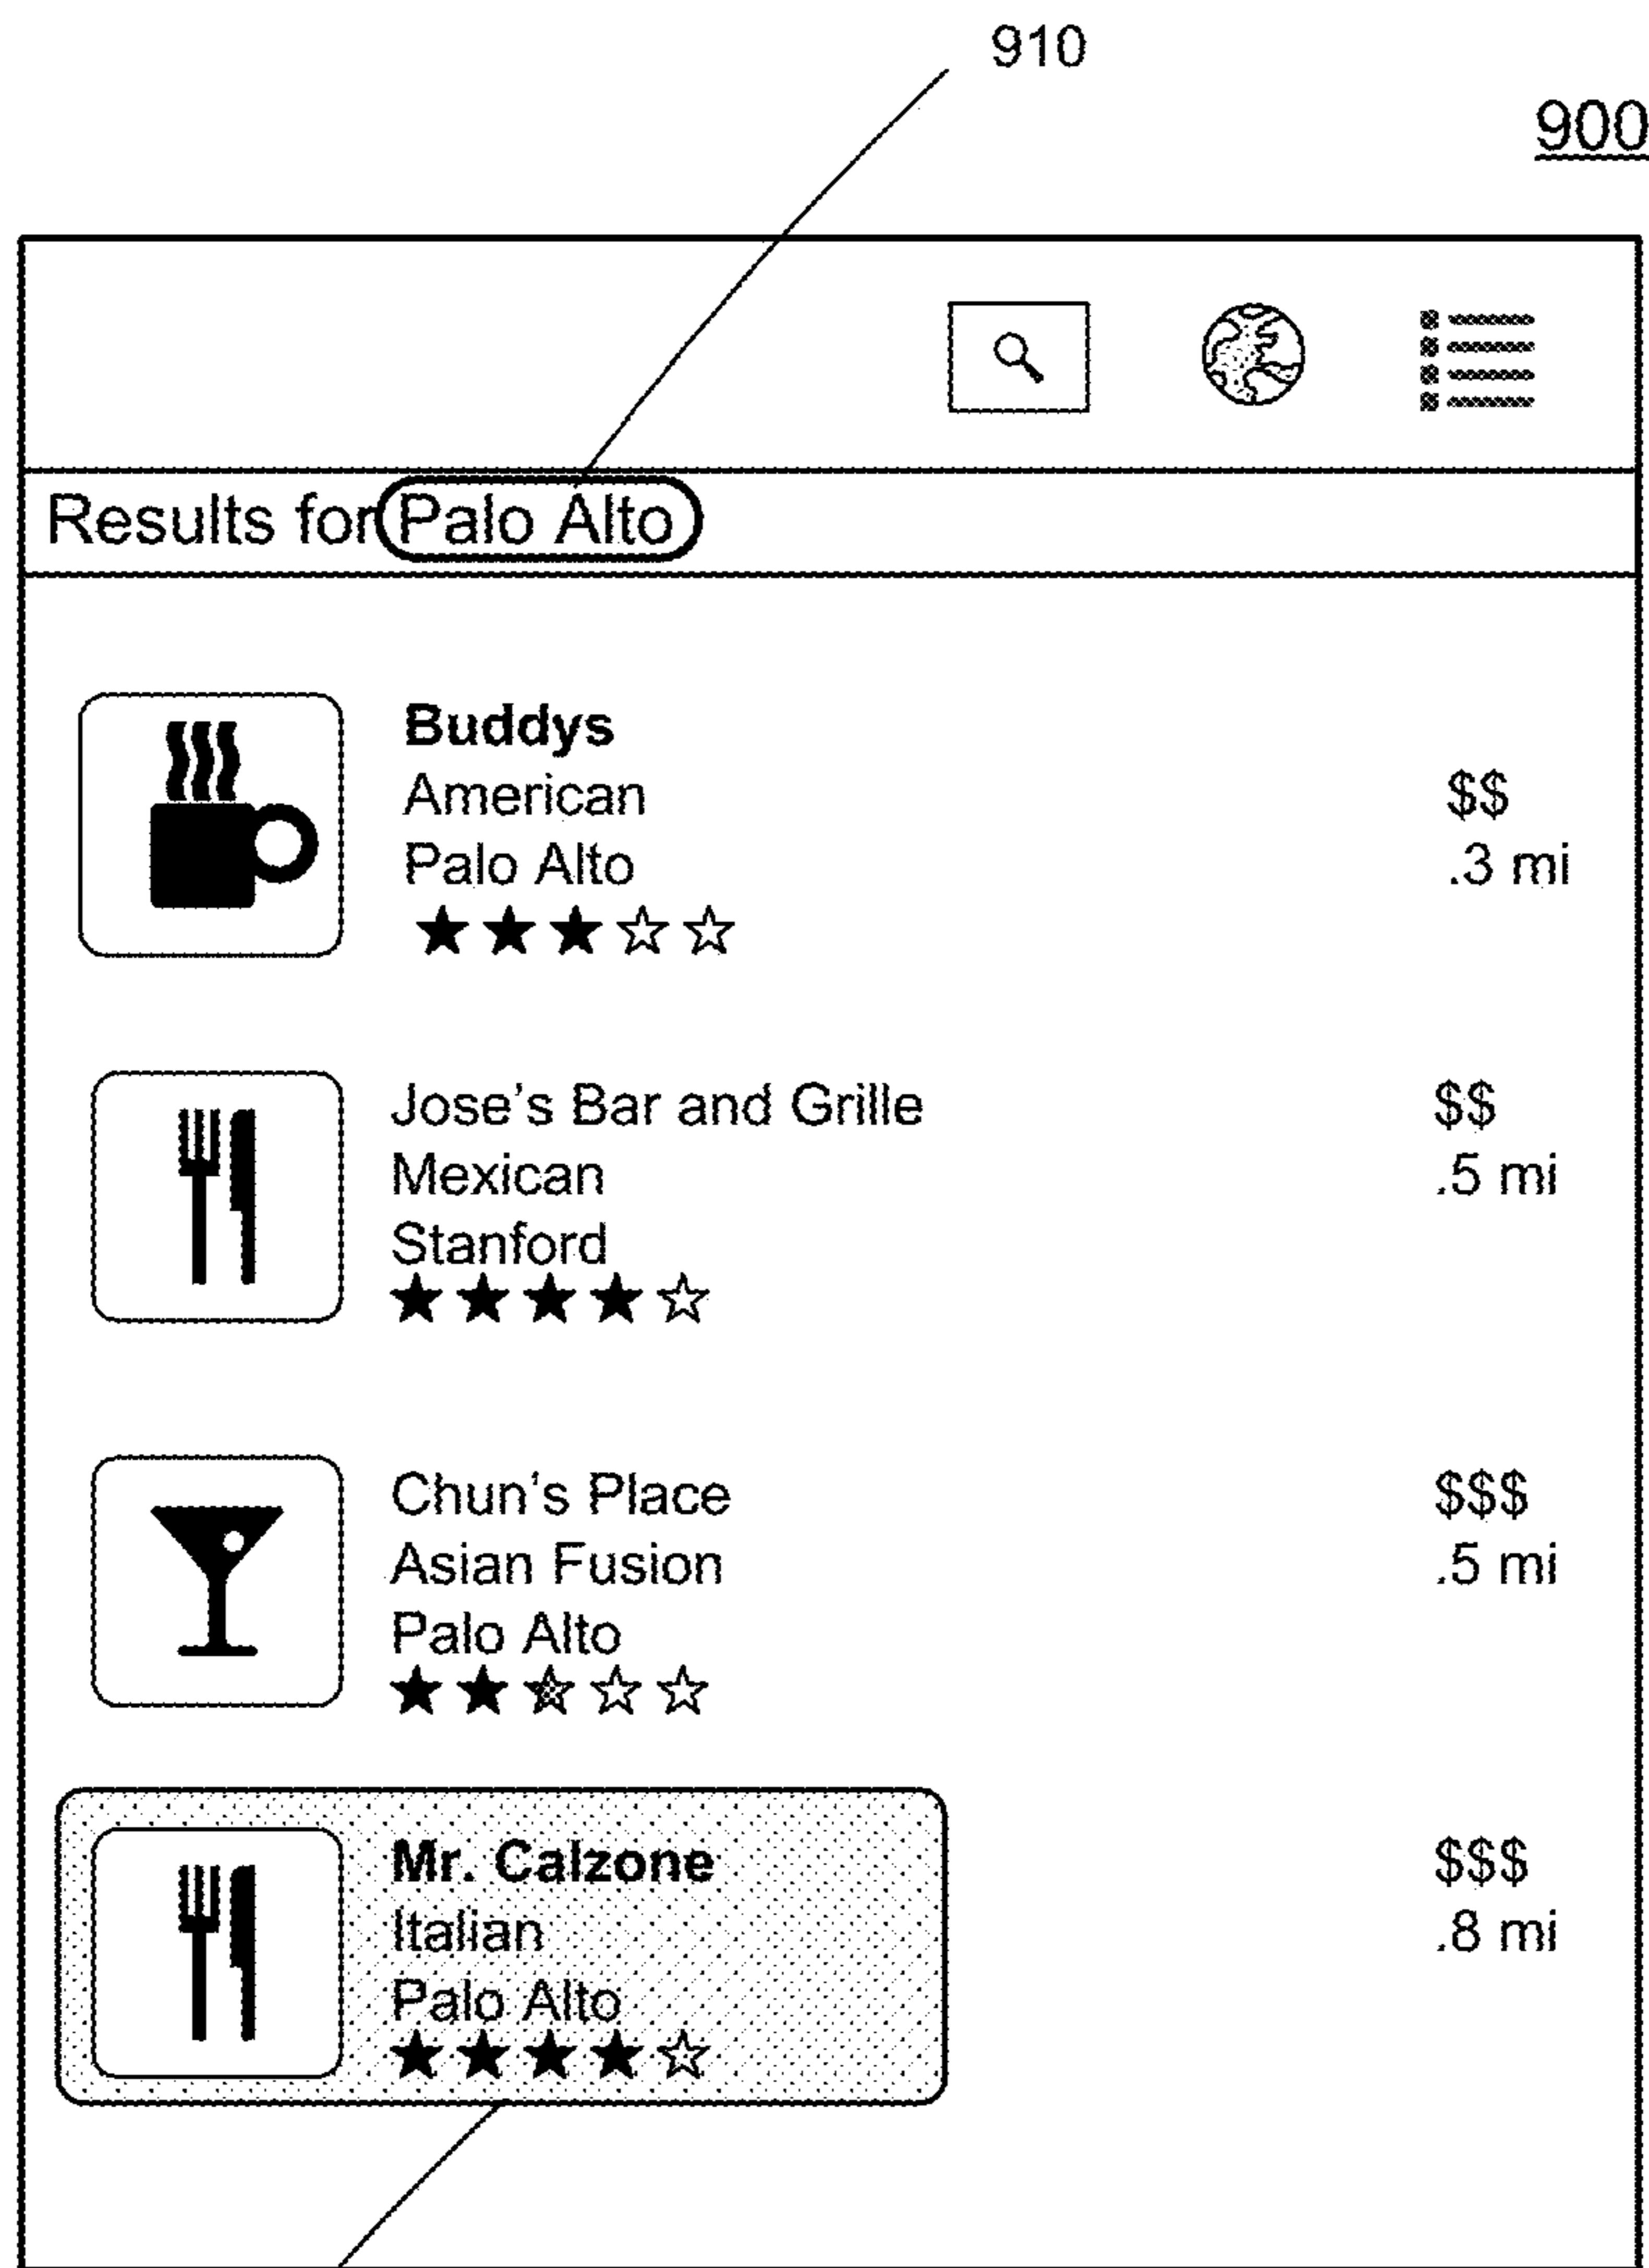 910
900
Results for Palo Alto
Buddys
American
$$
Palo Alto
.3 mi
Jose's Bar and Grille
$$
Mexican
.5 mi
Stanford
Chun's Place
$$$
Asian Fusion
.5 mi
Palo Alto
Mr. Calzone
$$$
Italian
.8 mi
Palo Alto